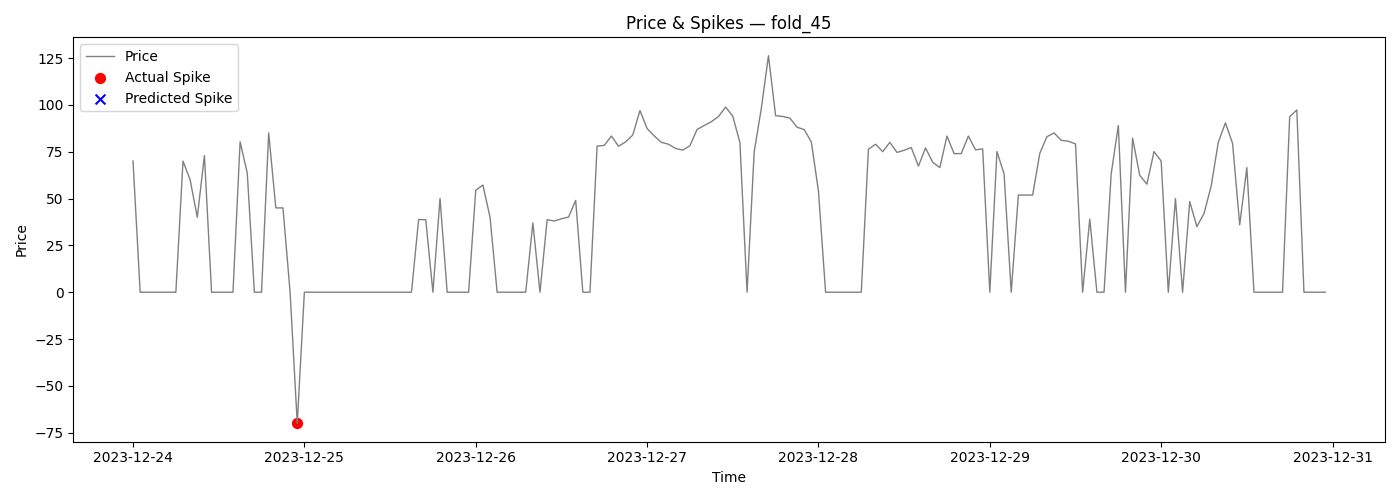 Price & Spikes — fold_45
Price
Actual Spike
Predicted Spike
125
100
75
50
25
0
−25
−50
−75
Price
2023-12-24
2023-12-25
2023-12-26
2023-12-27
2023-12-28
2023-12-29
2023-12-30
2023-12-31
Time